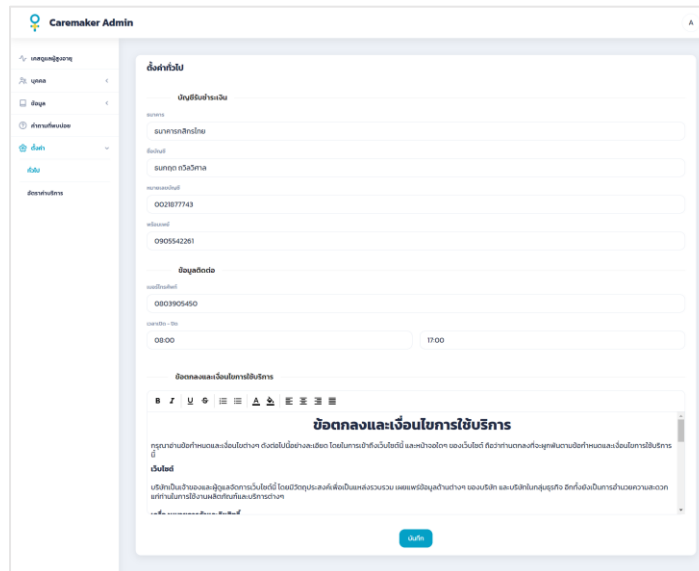 Caremaker Admin
A
เคสดูแลผู้สูงอายุ
บุคคล
ข้อมูล
คำถามที่พบบ่อย
ตั้งค่า
ทั่วไป
อัตราค่าบริการ
ตั้งค่าทั่วไป
บัญชีรับชำระเงิน
ธนาคาร
ธนาคารกสิกรไทย
ชื่อบัญชี
ธนกฤต ทวีลวิศาล
หมายเลขบัญชี
0021877743
พร้อมเพย์
0905542261
ข้อมูลติดต่อ
เบอร์โทรศัพท์
0803905450
เวลาเปิด - ปิด
08:00
17:00
ข้อตกลงและเงื่อนไขการใช้บริการ
B I U S A
ข้อตกลงและเงื่อนไขการใช้บริการ
กรุณาอ่านข้อกำหนดและเงื่อนไขต่างๆ ดังต่อไปนี้อย่างละเอียด โดยในการเข้าถึงเว็บไซต์นี้ และหน้าจอใดๆ ของเว็บไซต์ ถือว่าท่านตกลงที่จะผูกพันตามข้อกำหนดและเงื่อนไขการใช้บริการ
นี้
เว็บไซต์
บริษัทเป็นเจ้าของและผู้ดูแลจัดการเว็บไซต์นี้ โดยมีวัตถุประสงค์เพื่อเป็นแหล่งรวบรวม เผยแพร่ข้อมูลด้านต่างๆ ของบริษัท และบริษัทในกลุ่มธุรกิจ อีกทั้งยังเป็นการอำนวยความสะดวก
แก่ท่านในการใช้งานผลิตภัณฑ์และบริการต่างๆ
บันทึก